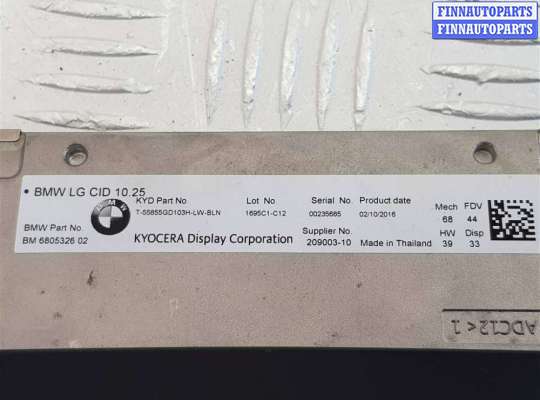 FINNAUTOPARTS
FINNAUTOPARTS
• BMW LG CID 10.25
KYD Part No
T-55855GD103H-LW-BLN
Lot No
1695C1-C12
Serial No.
00235665
Product date
02/10/2016
Mech FDV
68 44
HW Disp
39 33
BMW Part No.
BM 6805326 02
KYOCERA Display Corporation
Supplier No.
209003-10
Made in Thailand
ADC12<1